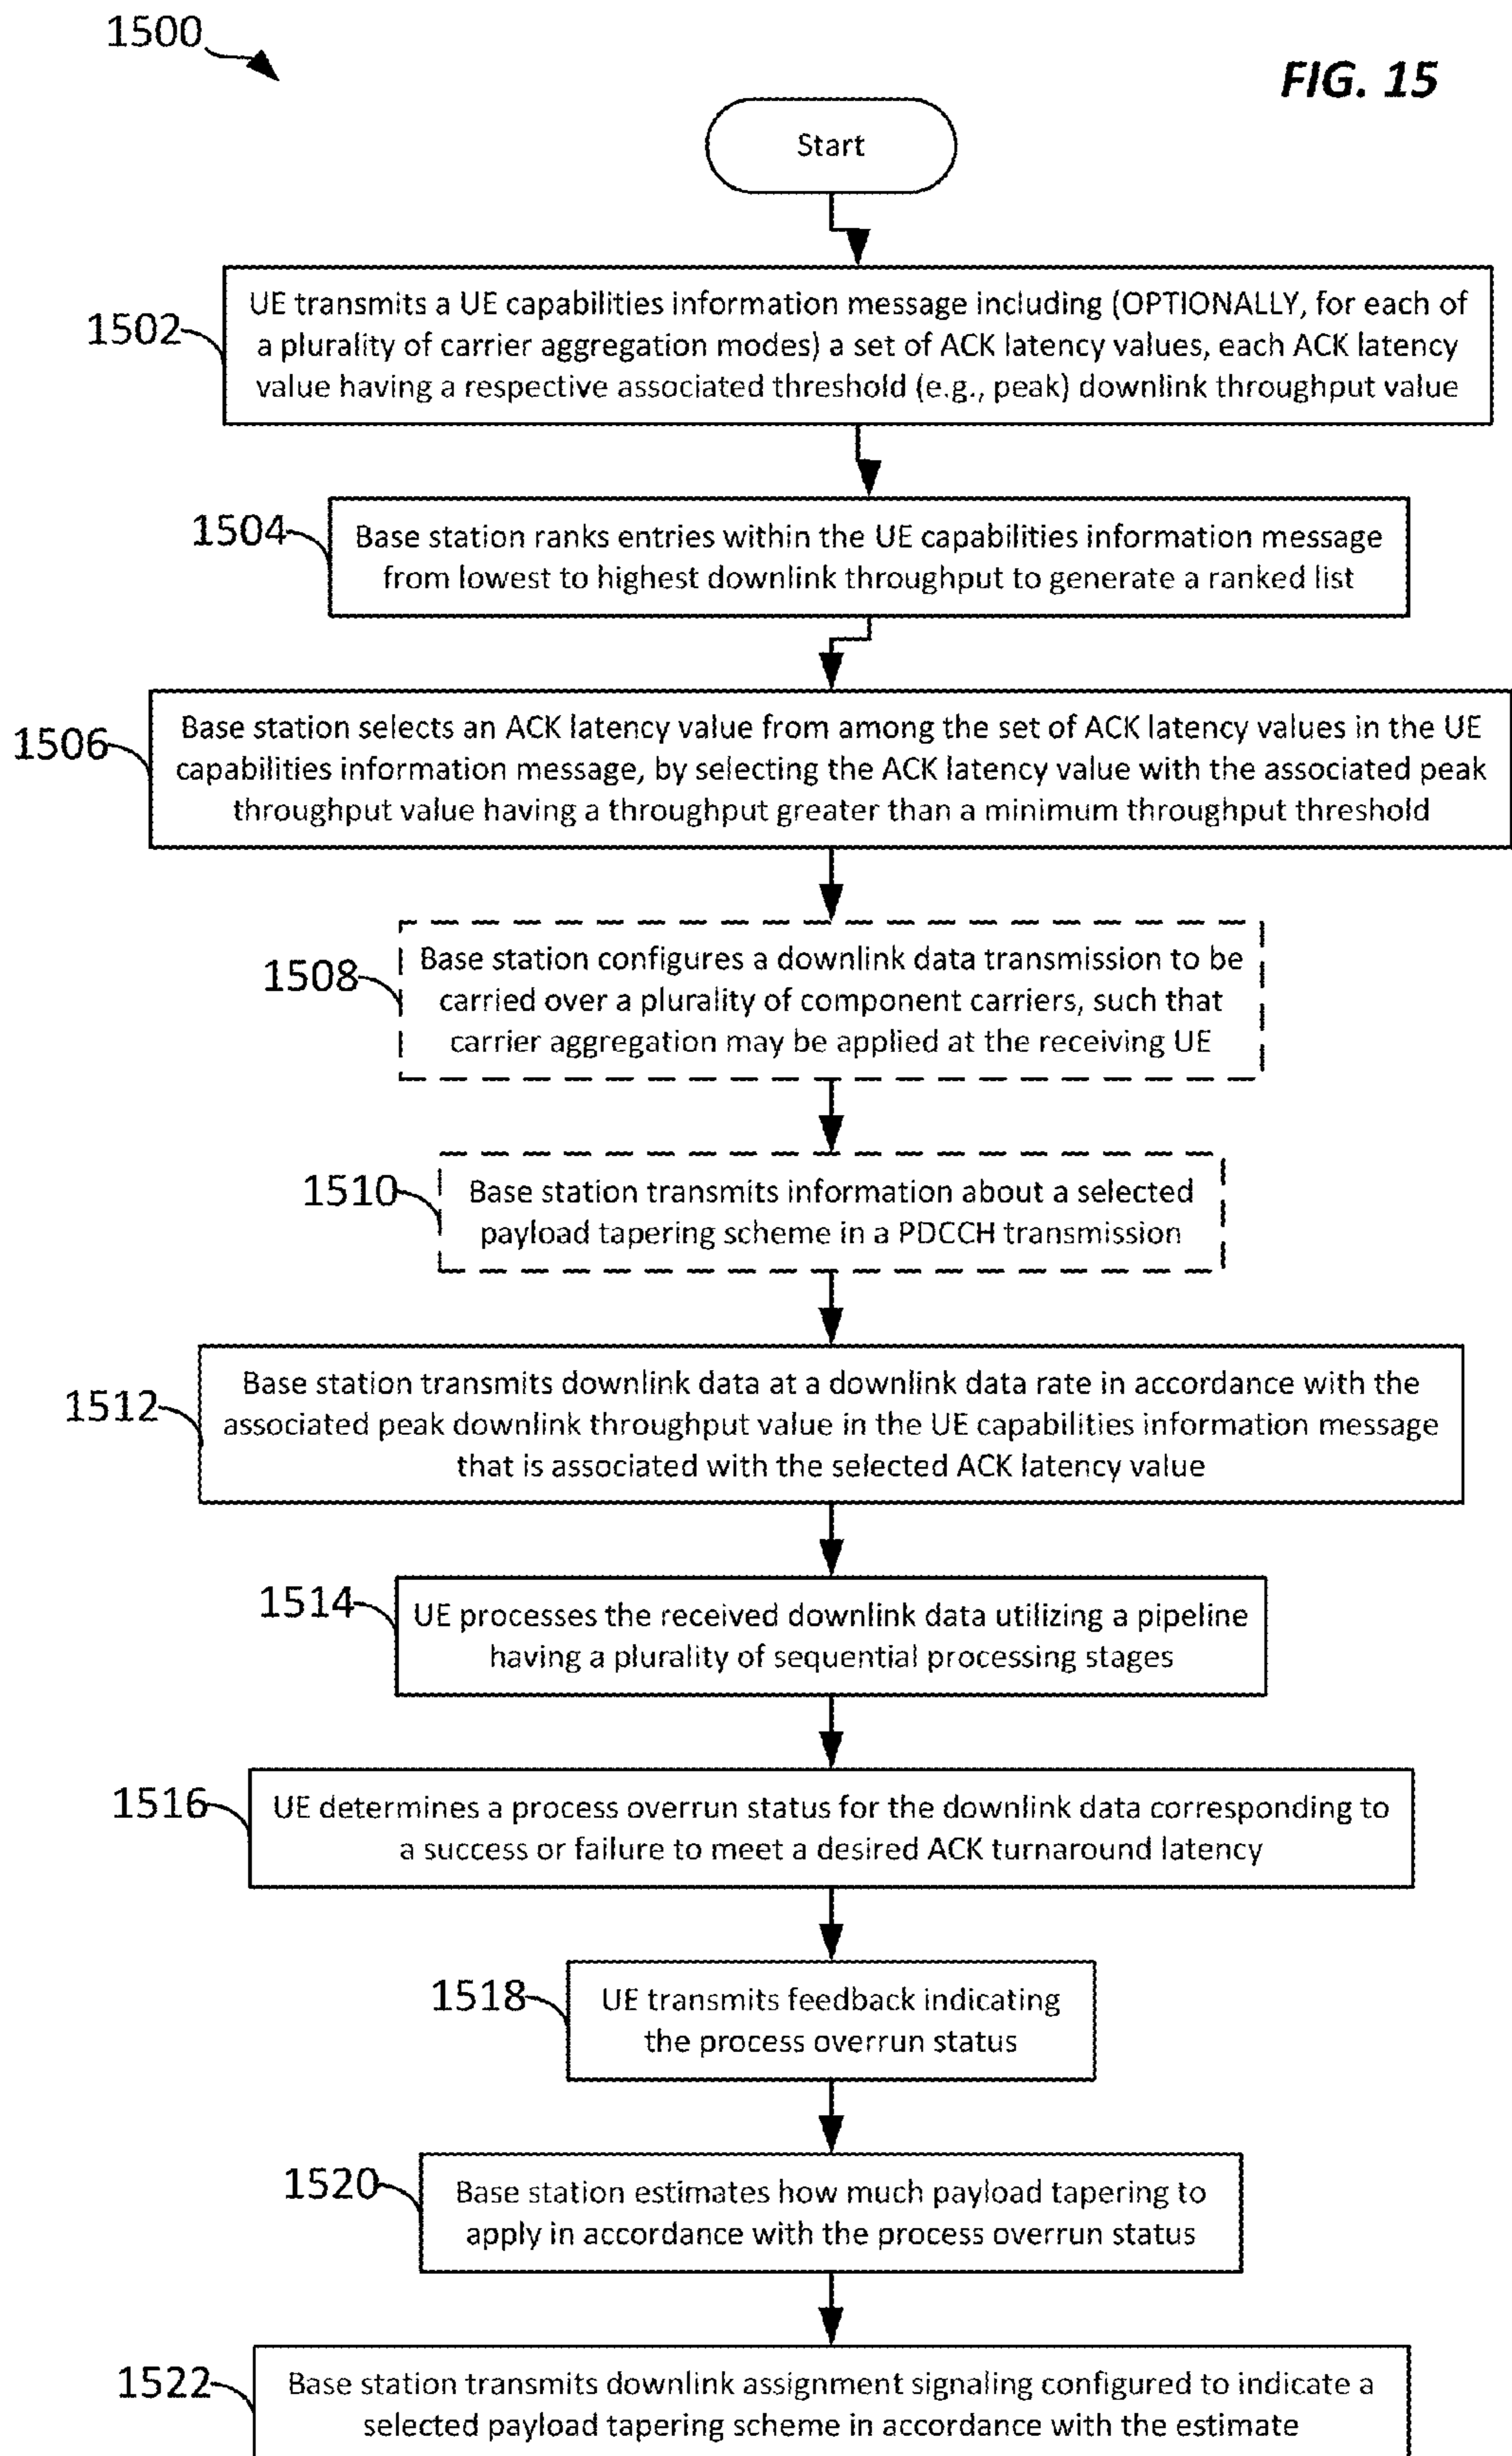 1500
FIG. 15
Start
1502
UE transmits a UE capabilities information message including (OPTIONALLY, for each of
a plurality of carrier aggregation modes) a set of ACK latency values, each ACK latency
value having a respective associated threshold (e.g., peak) downlink throughput value
1504
Base station ranks entries within the UE capabilities information message
from lowest to highest downlink throughput to generate a ranked list
1506
Base station selects an ACK latency value from among the set of ACK latency values in the UE
capabilities information message, by selecting the ACK latency value with the associated peak
throughput value having a throughput greater than a minimum throughput threshold
1508
Base station configures a downlink data transmission to be
carried over a plurality of component carriers, such that
carrier aggregation may be applied at the receiving UE
1510
Base station transmits information about a selected
payload tapering scheme in a PDCCH transmission
1512
Base station transmits downlink data at a downlink data rate in accordance with the
associated peak downlink throughput value in the UE capabilities information message
that is associated with the selected ACK latency value
1514
UE processes the received downlink data utilizing a pipeline
having a plurality of sequential processing stages
1516
UE determines a process overrun status for the downlink data corresponding to
a success or failure to meet a desired ACK turnaround latency
1518
UE transmits feedback indicating
the process overrun status
1520
Base station estimates how much payload tapering to
apply in accordance with the process overrun status
1522
Base station transmits downlink assignment signaling configured to indicate a
selected payload tapering scheme in accordance with the estimate